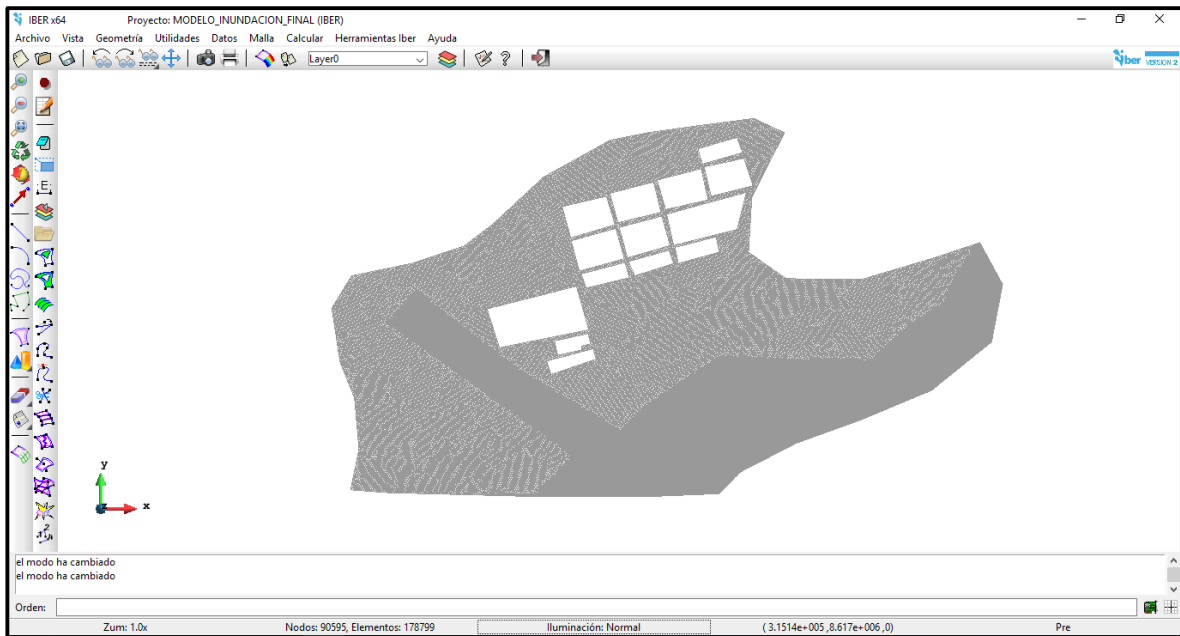 IBER x64 Proyecto: MODELO_INUNDACION_FINAL (IBER)
Archivo Vista Geometría Utilidades Datos Malla Calcular Herramientas Iber Ayuda
Layer0
iber VERSION 2
E
y
x
z
el modo ha cambiado
el modo ha cambiado
Orden:
Zum: 1.0x Nodos: 90595, Elementos: 178799 Iluminación: Normal ( 3.1514e+005 ,8.617e+006 ,0) Pre